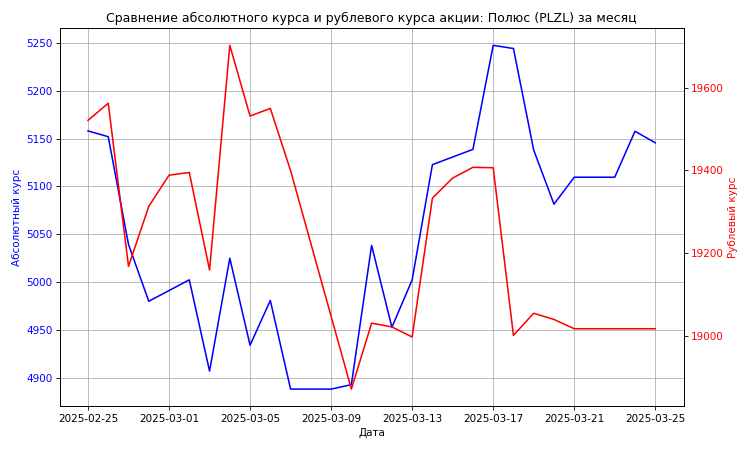 Сравнение абсолютного курса и рублевого курса акции: Полюс (PLZL) за месяц
5250
5200
5150
5100
5050
5000
4950
4900
Абсолютный курс
19600
19400
19200
19000
Рублевый курс
2025-02-25 2025-03-01 2025-03-05 2025-03-09 2025-03-13 2025-03-17 2025-03-21 2025-03-25
Дата